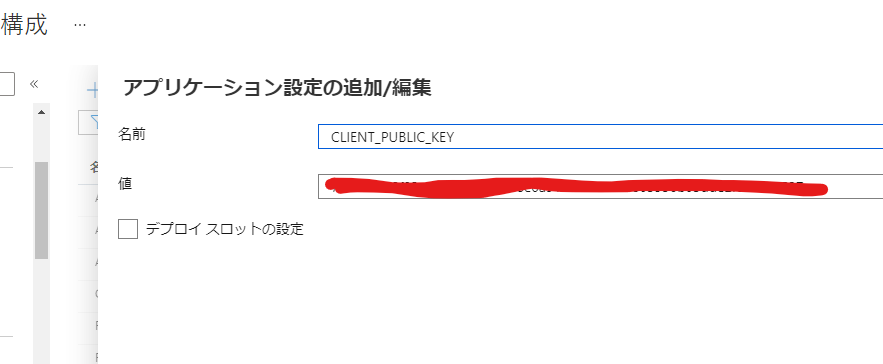 構成 ...
«
アプリケーション設定の追加/編集
名前
CLIENT_PUBLIC_KEY
値
デプロイ スロットの設定